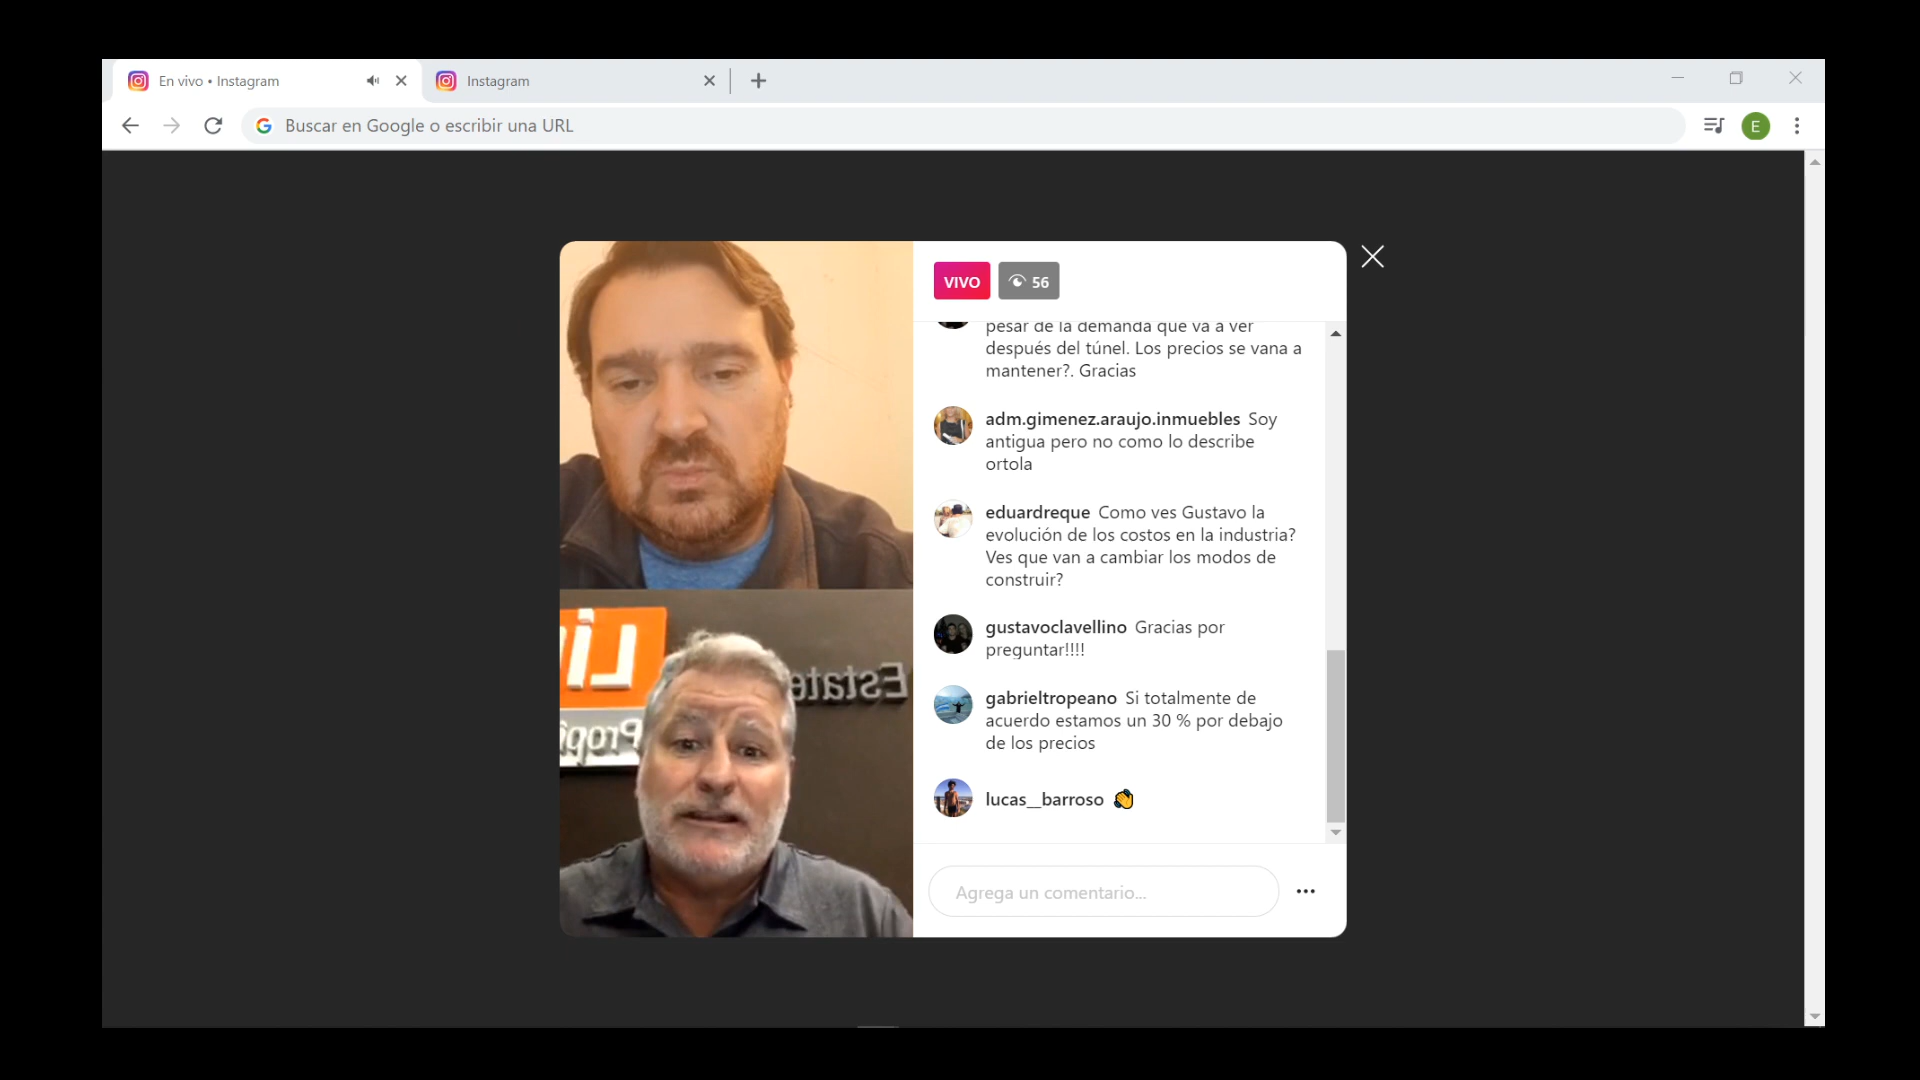 En vivo • Instagram
Instagram
Buscar en Google o escribir una URL
E
VIVO
56
pesar de la demanda que va a ver
después del túnel. Los precios se vana a
mantener?. Gracias
adm.gimenez.araujo.inmuebles Soy
antigua pero no como lo describe
ortola
eduardreque Como ves Gustavo la
evolución de los costos en la industria?
Ves que van a cambiar los modos de
construir?
gustavoclavellino Gracias por
preguntar!!!!
gabrieltropeano Si totalmente de
acuerdo estamos un 30 % por debajo
de los precios
lucas__barroso 👏
Agrega un comentario...
Estate
Propi